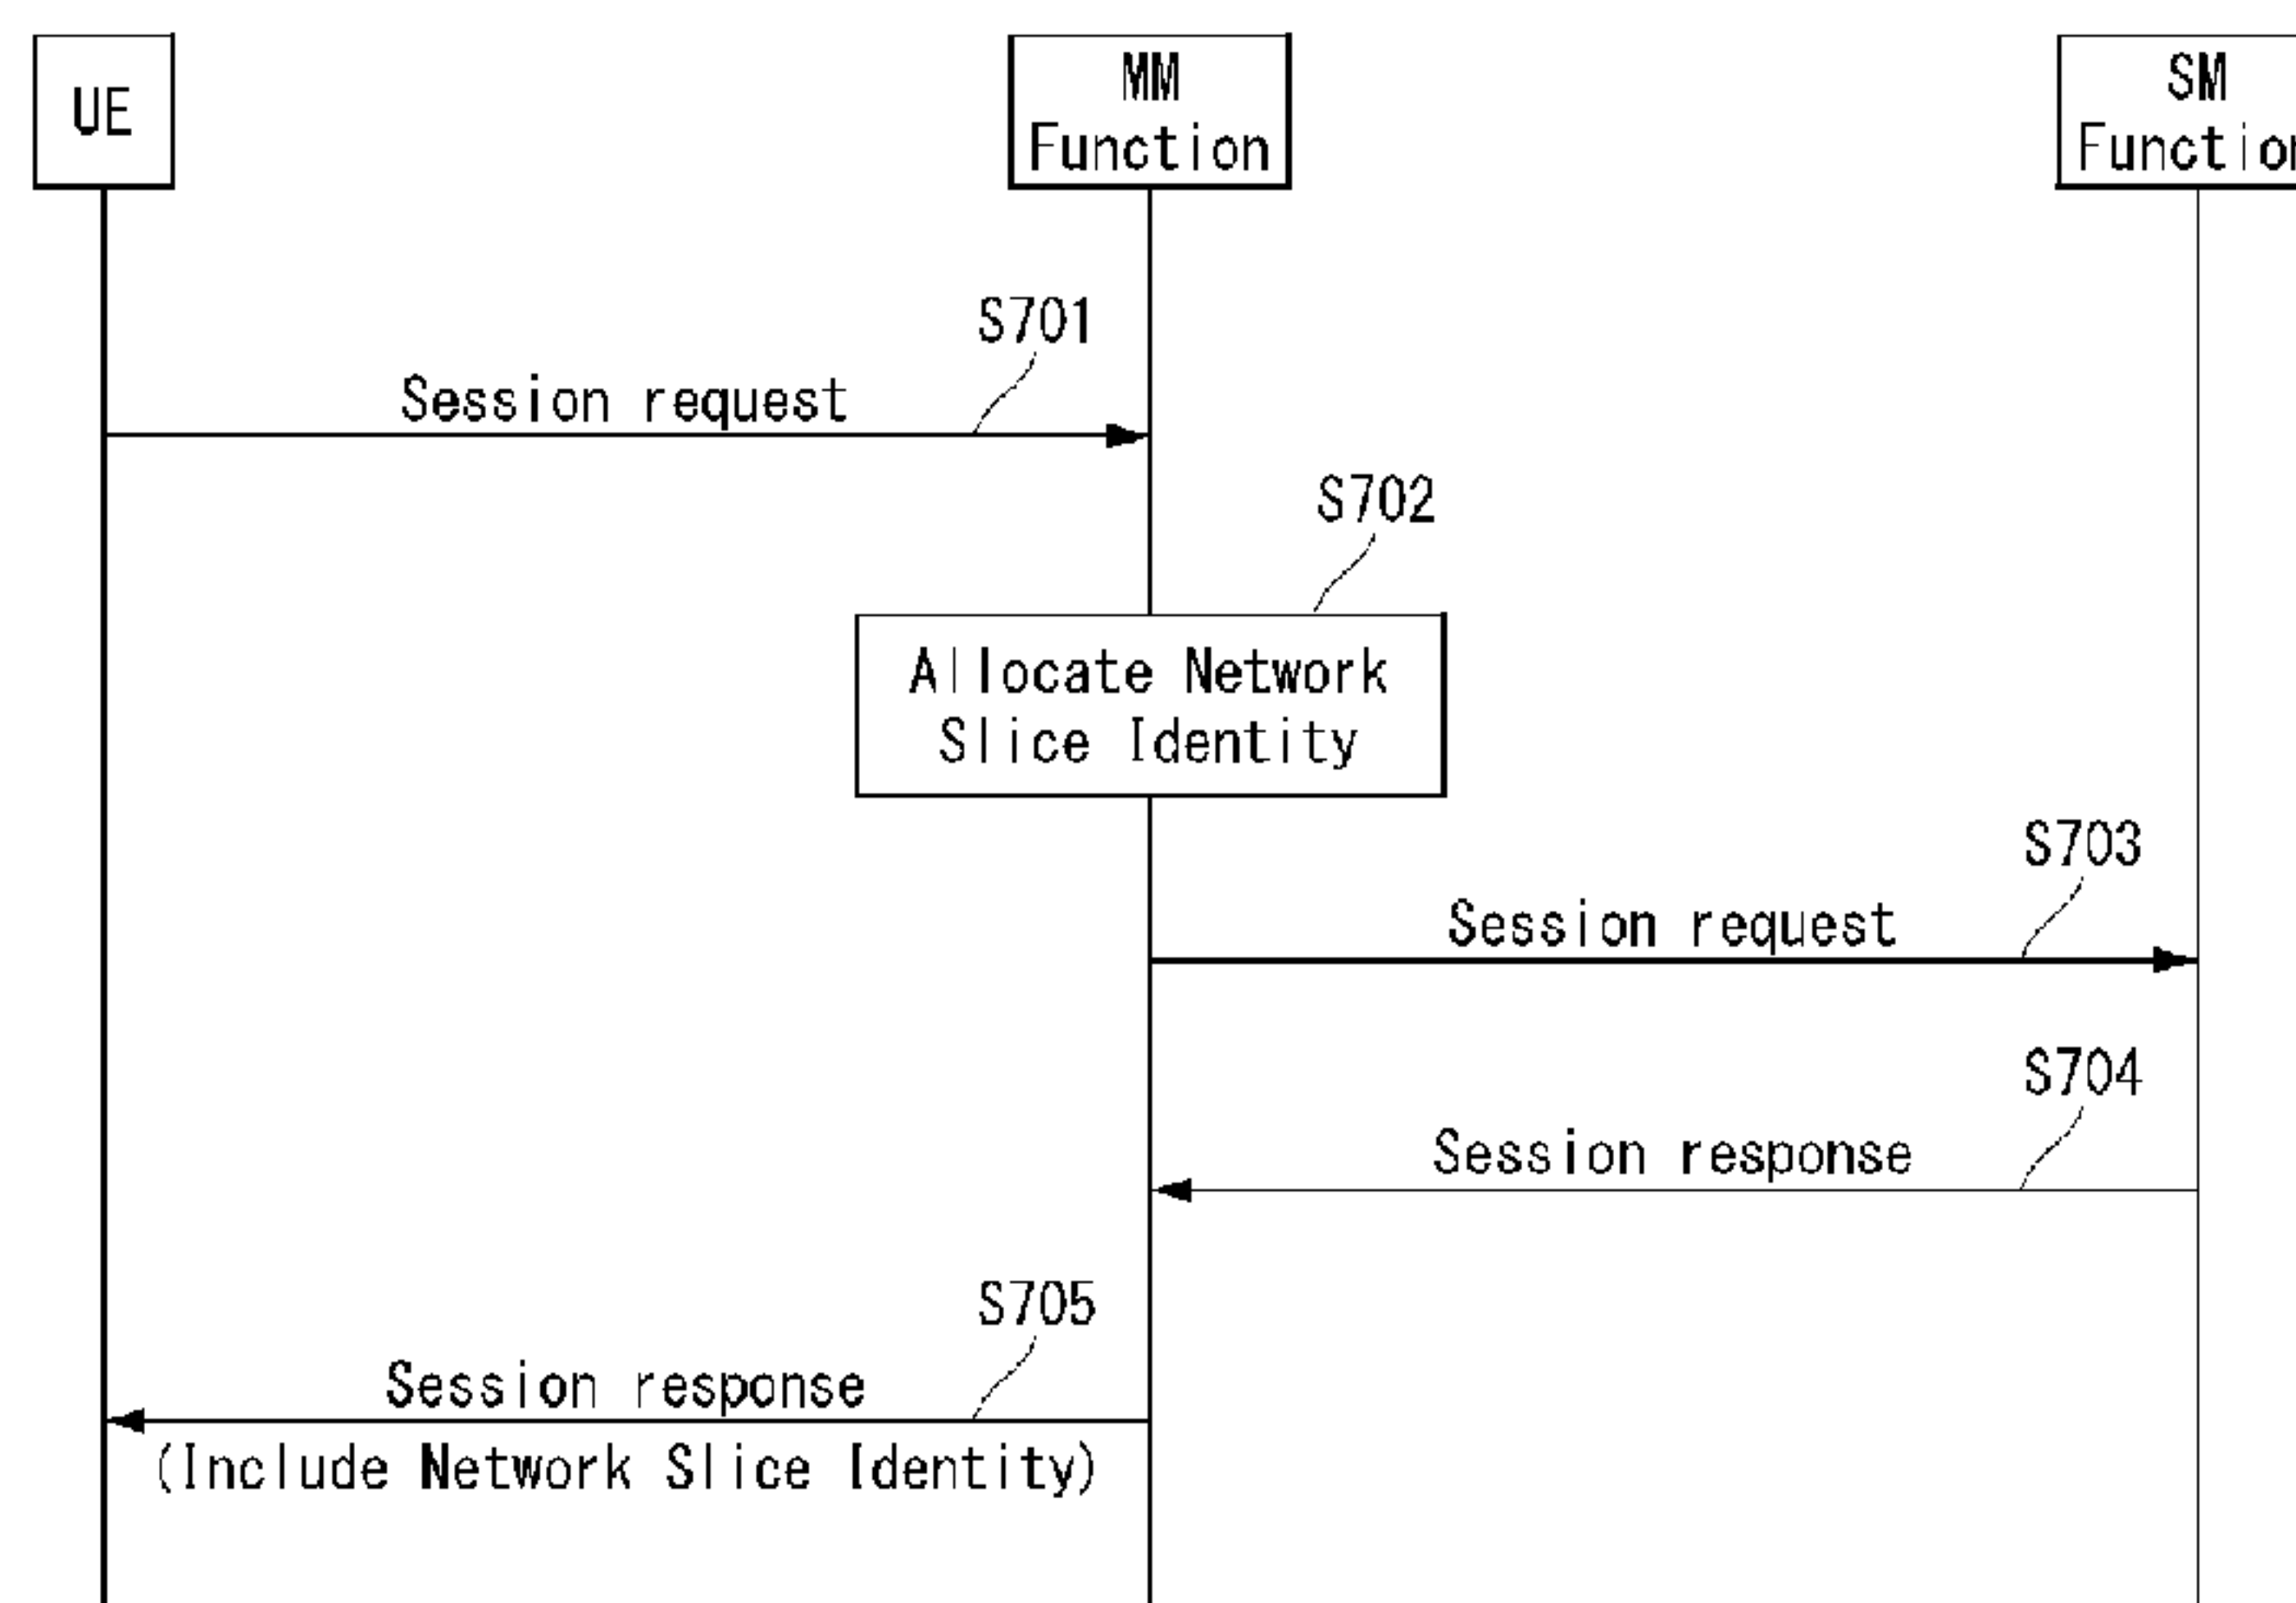 UE
MM
Function
SM
Function
S701
Session request
S702
Allocate Network
Slice Identity
S703
Session request
S704
Session response
S705
Session response
(Include Network Slice Identity)